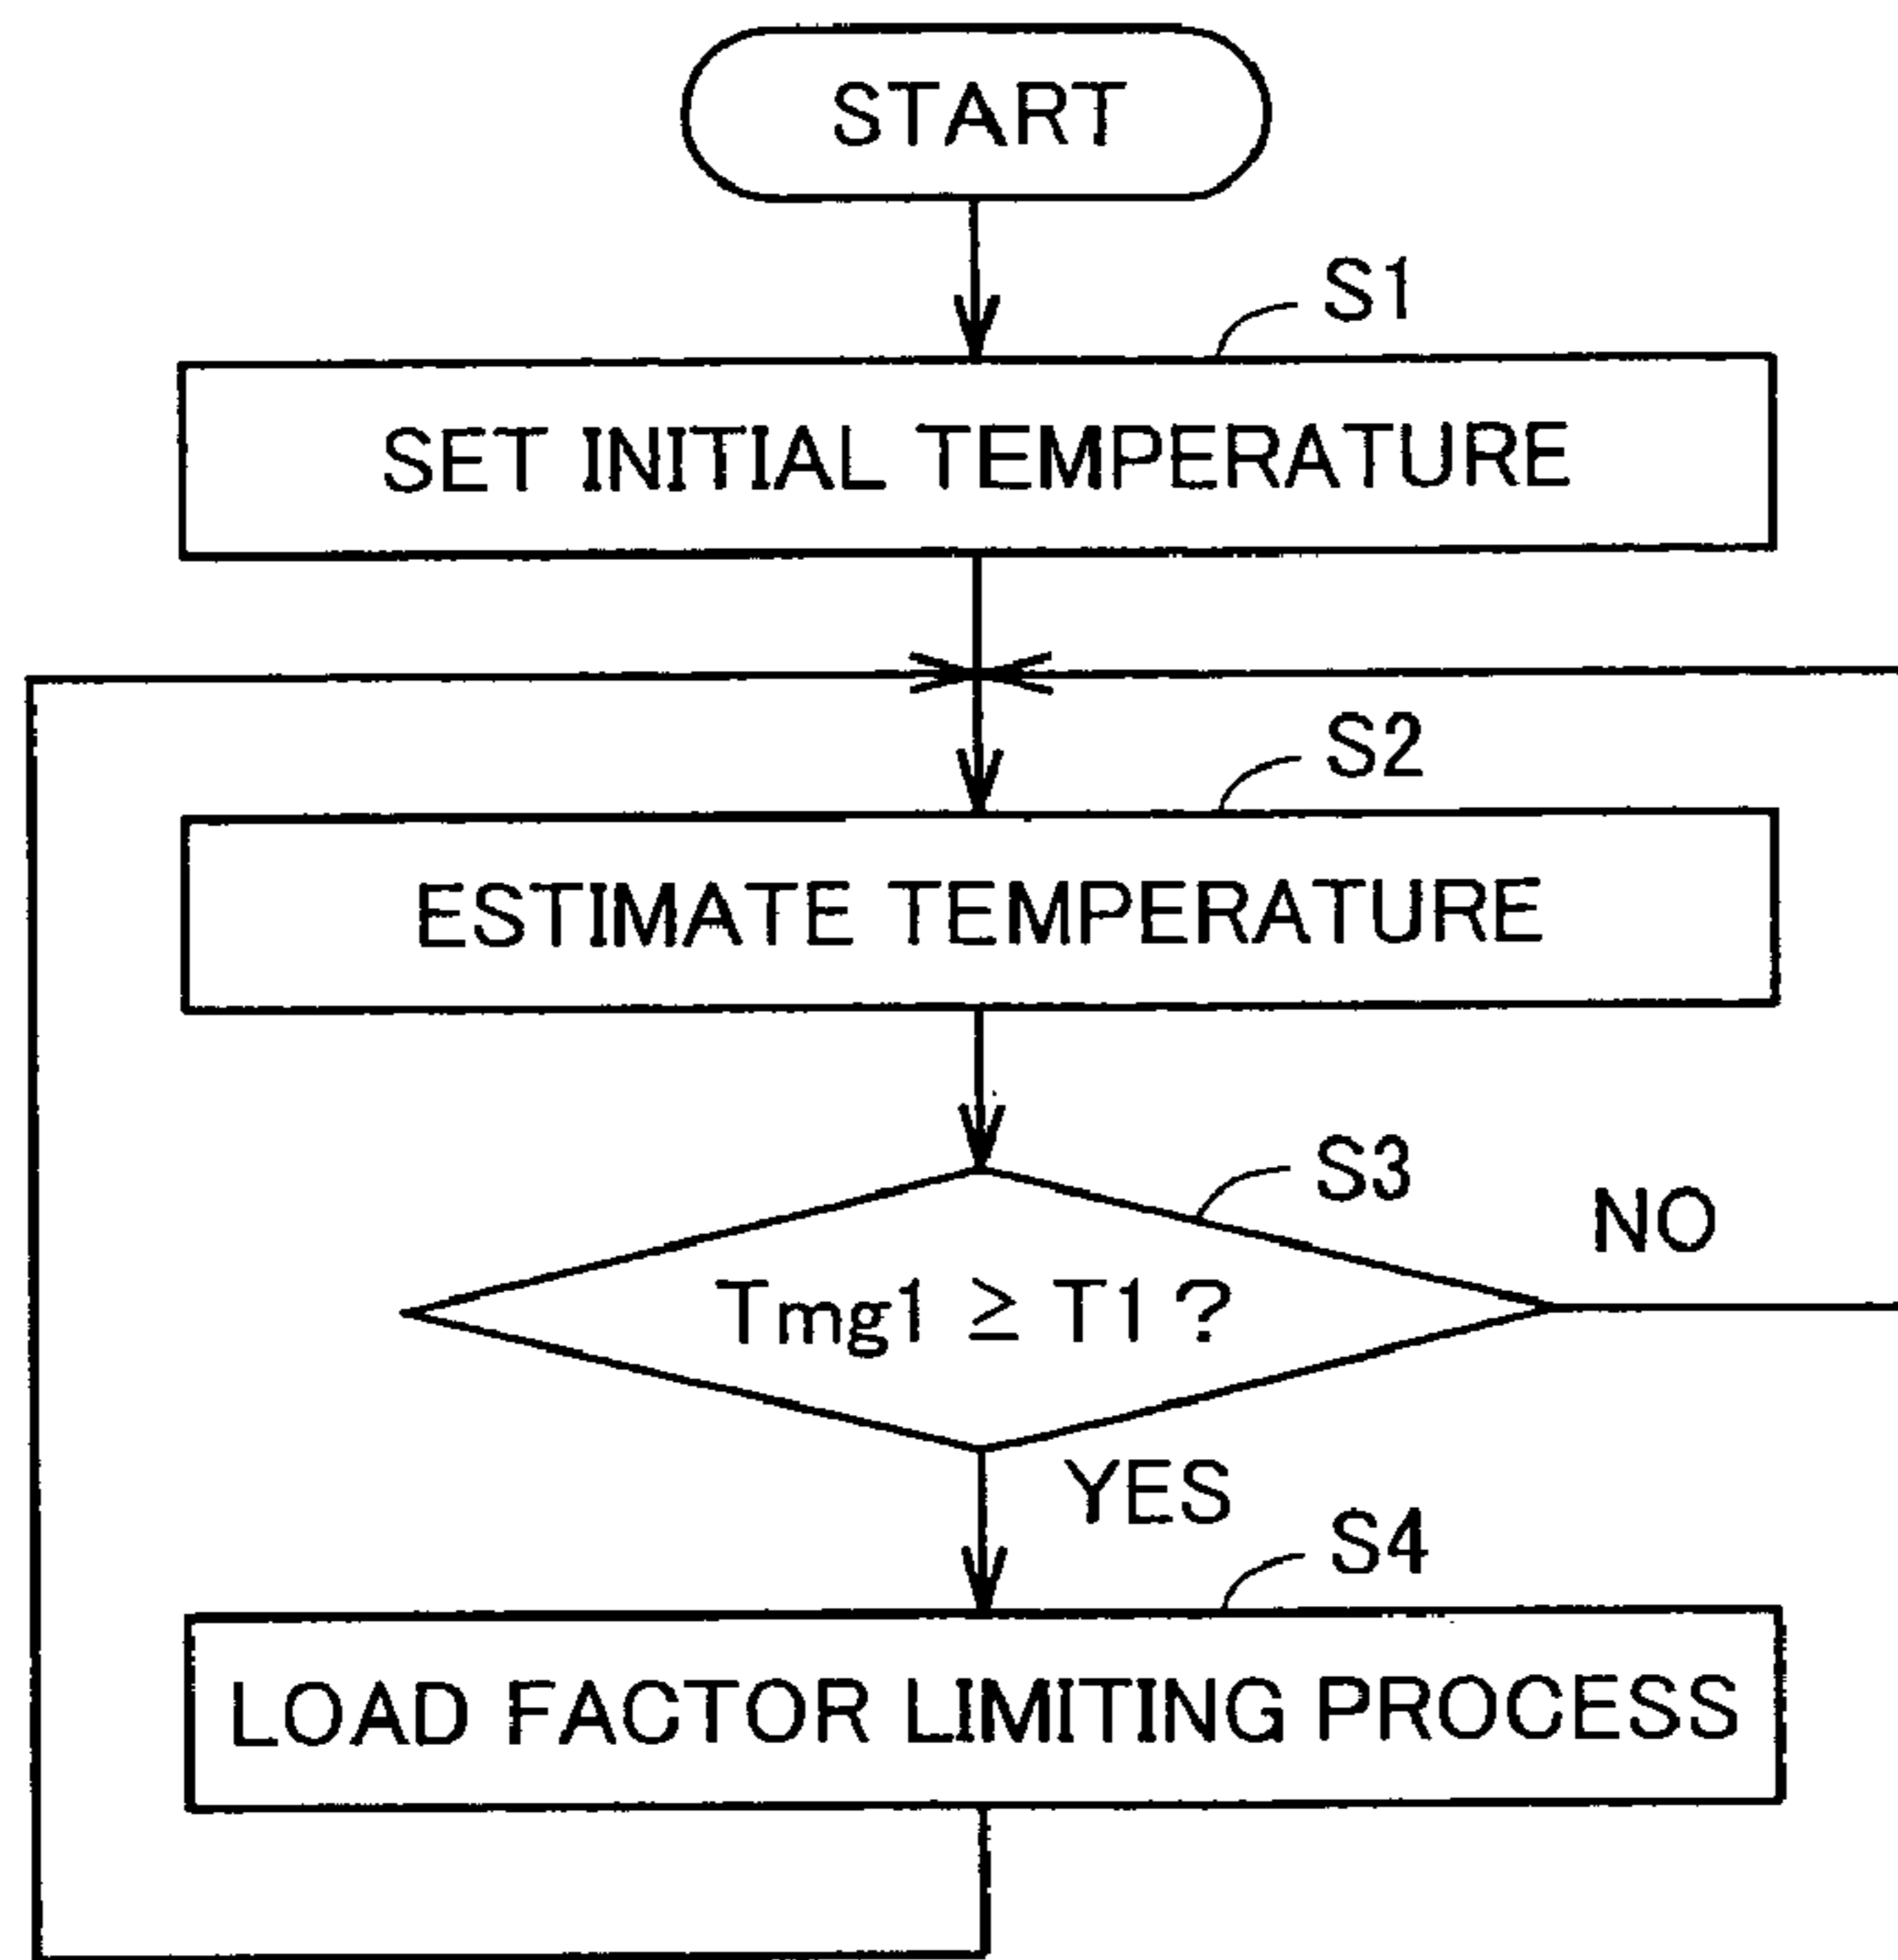 START
S1
SET INITIAL TEMPERATURE
S2
ESTIMATE TEMPERATURE
S3
NO
Tmg1 ≥ T1 ?
YES
S4
LOAD FACTOR LIMITING PROCESS